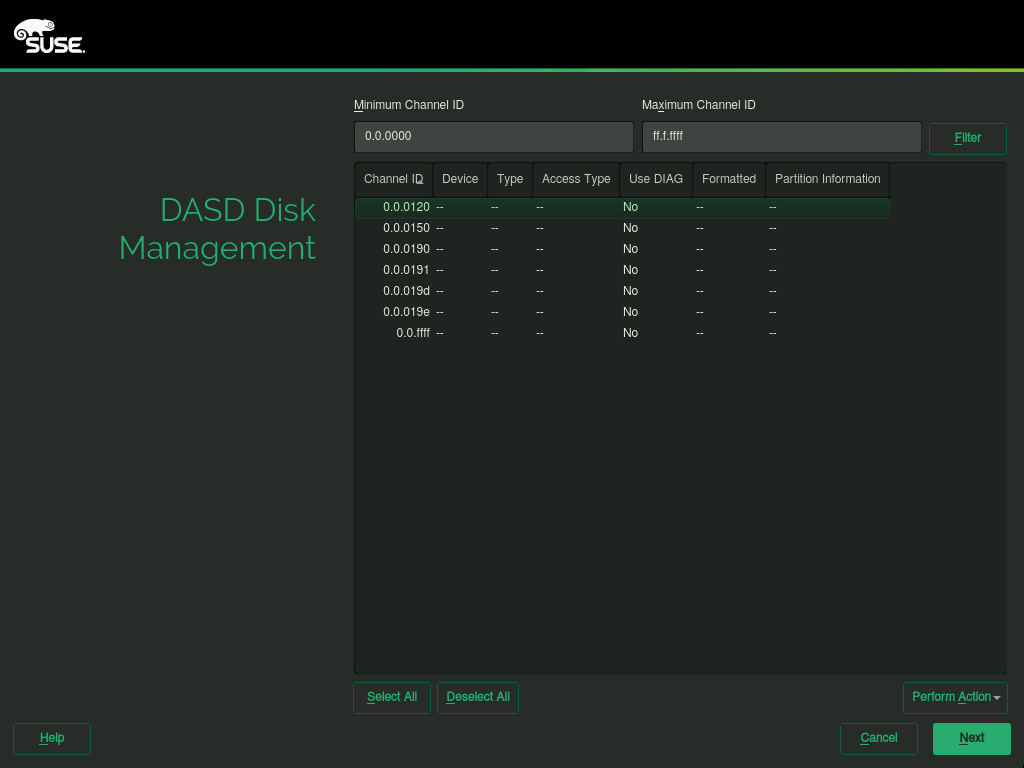 SUSE.
Minimum Channel ID Maximum Channel ID
0.0.0000 ff.f.ffff Filter
Channel ID Device Type Access Type Use DIAG Formatted Partition Information
DASD Disk
Management
0.0.0120 -- -- -- No -- --
0.0.0150 -- -- -- No -- --
0.0.0190 -- -- -- No -- --
0.0.0191 -- -- -- No -- --
0.0.019d -- -- -- No -- --
0.0.019e -- -- -- No -- --
0.0.ffff -- -- -- No -- --
Select All Deselect All Perform Action
Help Cancel Next